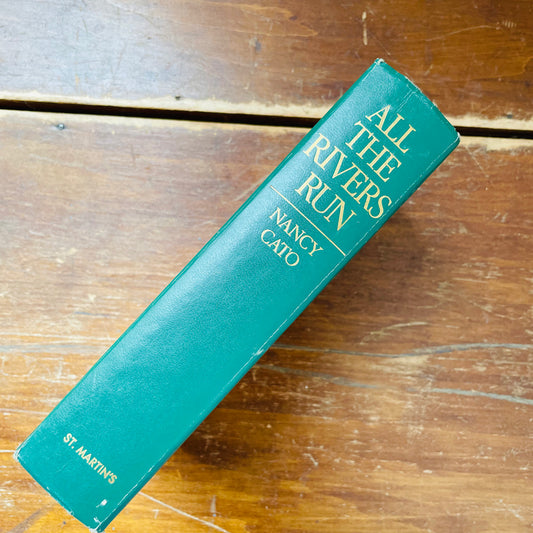 ALL
THE
RIVERS
RUN
NANCY
CATO
ST. MARTIN'S